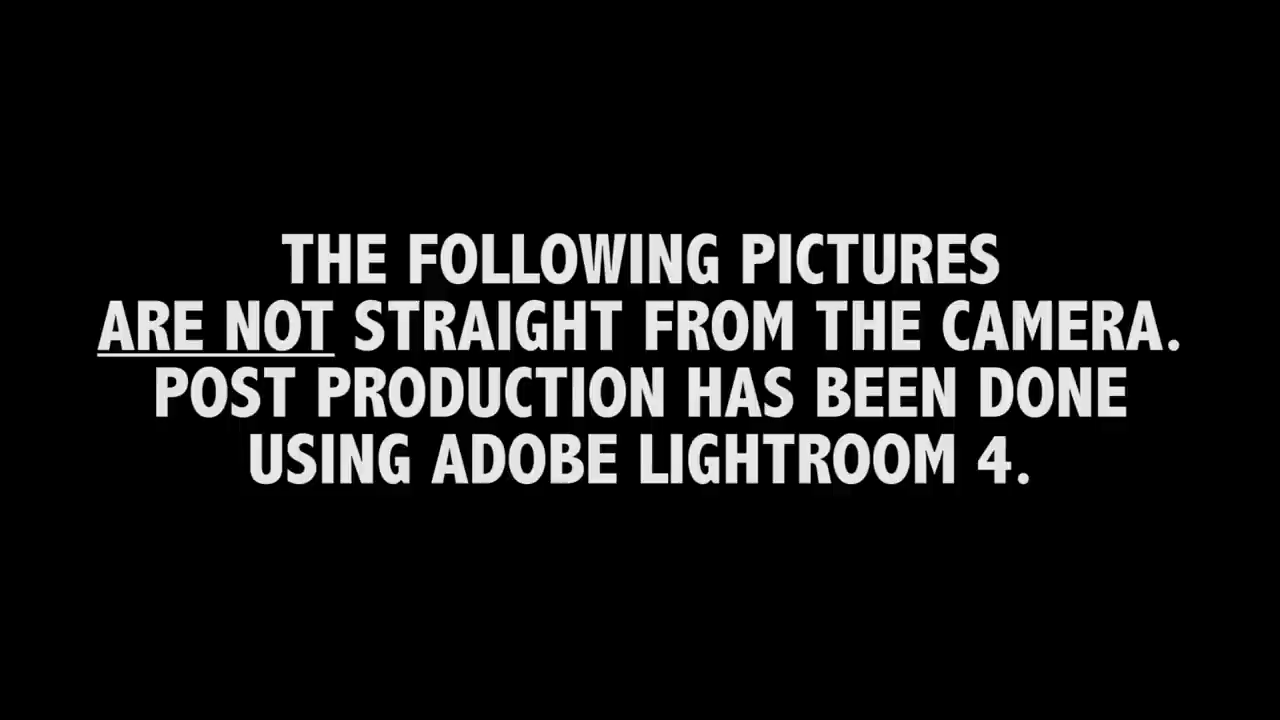 THE FOLLOWING PICTURES
ARE NOT STRAIGHT FROM THE CAMERA.
POST PRODUCTION HAS BEEN DONE
USING ADOBE LIGHTROOM 4.